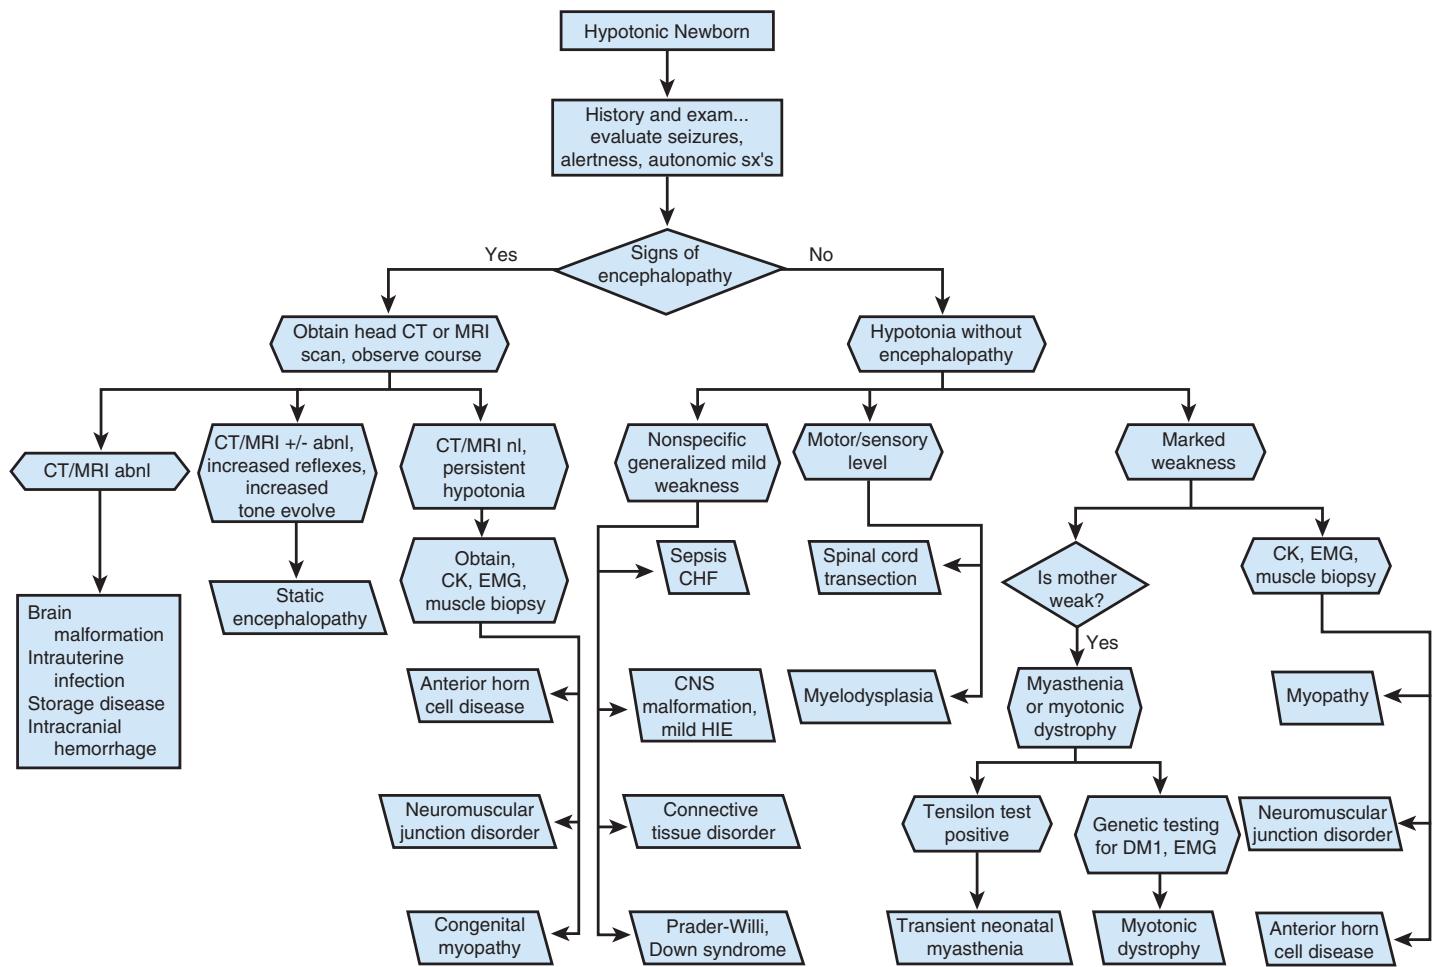 Hypotonic Newborn
History and exam...
evaluate seizures,
alertness, autonomic sx's
Signs of
encephalopathy
Yes
No
Obtain head CT or MRI
scan, observe course
Hypotonia without
encephalopathy
CT/MRI abnl
CT/MRI +/- abnl,
increased reflexes,
increased
tone evolve
CT/MRI nl,
persistent
hypotonia
Nonspecific
generalized mild
weakness
Motor/sensory
level
Marked
weakness
Brain
malformation
Intrauterine
infection
Storage disease
Intracranial
hemorrhage
Static
encephalopathy
Obtain,
CK, EMG,
muscle biopsy
Anterior horn
cell disease
Neuromuscular
junction disorder
Congenital
myopathy
Sepsis
CHF
CNS
malformation,
mild HIE
Connective
tissue disorder
Prader-Willi,
Down syndrome
Spinal cord
transection
Myelodysplasia
Is mother
weak?
Yes
Myasthenia
or myotonic
dystrophy
Tensilon test
positive
Transient neonatal
myasthenia
Genetic testing
for DM1, EMG
Myotonic
dystrophy
CK, EMG,
muscle biopsy
Myopathy
Neuromuscular
junction disorder
Anterior horn
cell disease